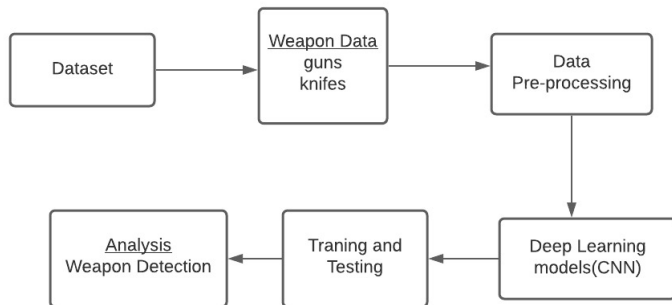 Dataset
Weapon Data
guns
knifes
Data
Pre-processing
Deep Learning
models(CNN)
Traning and
Testing
Analysis
Weapon Detection